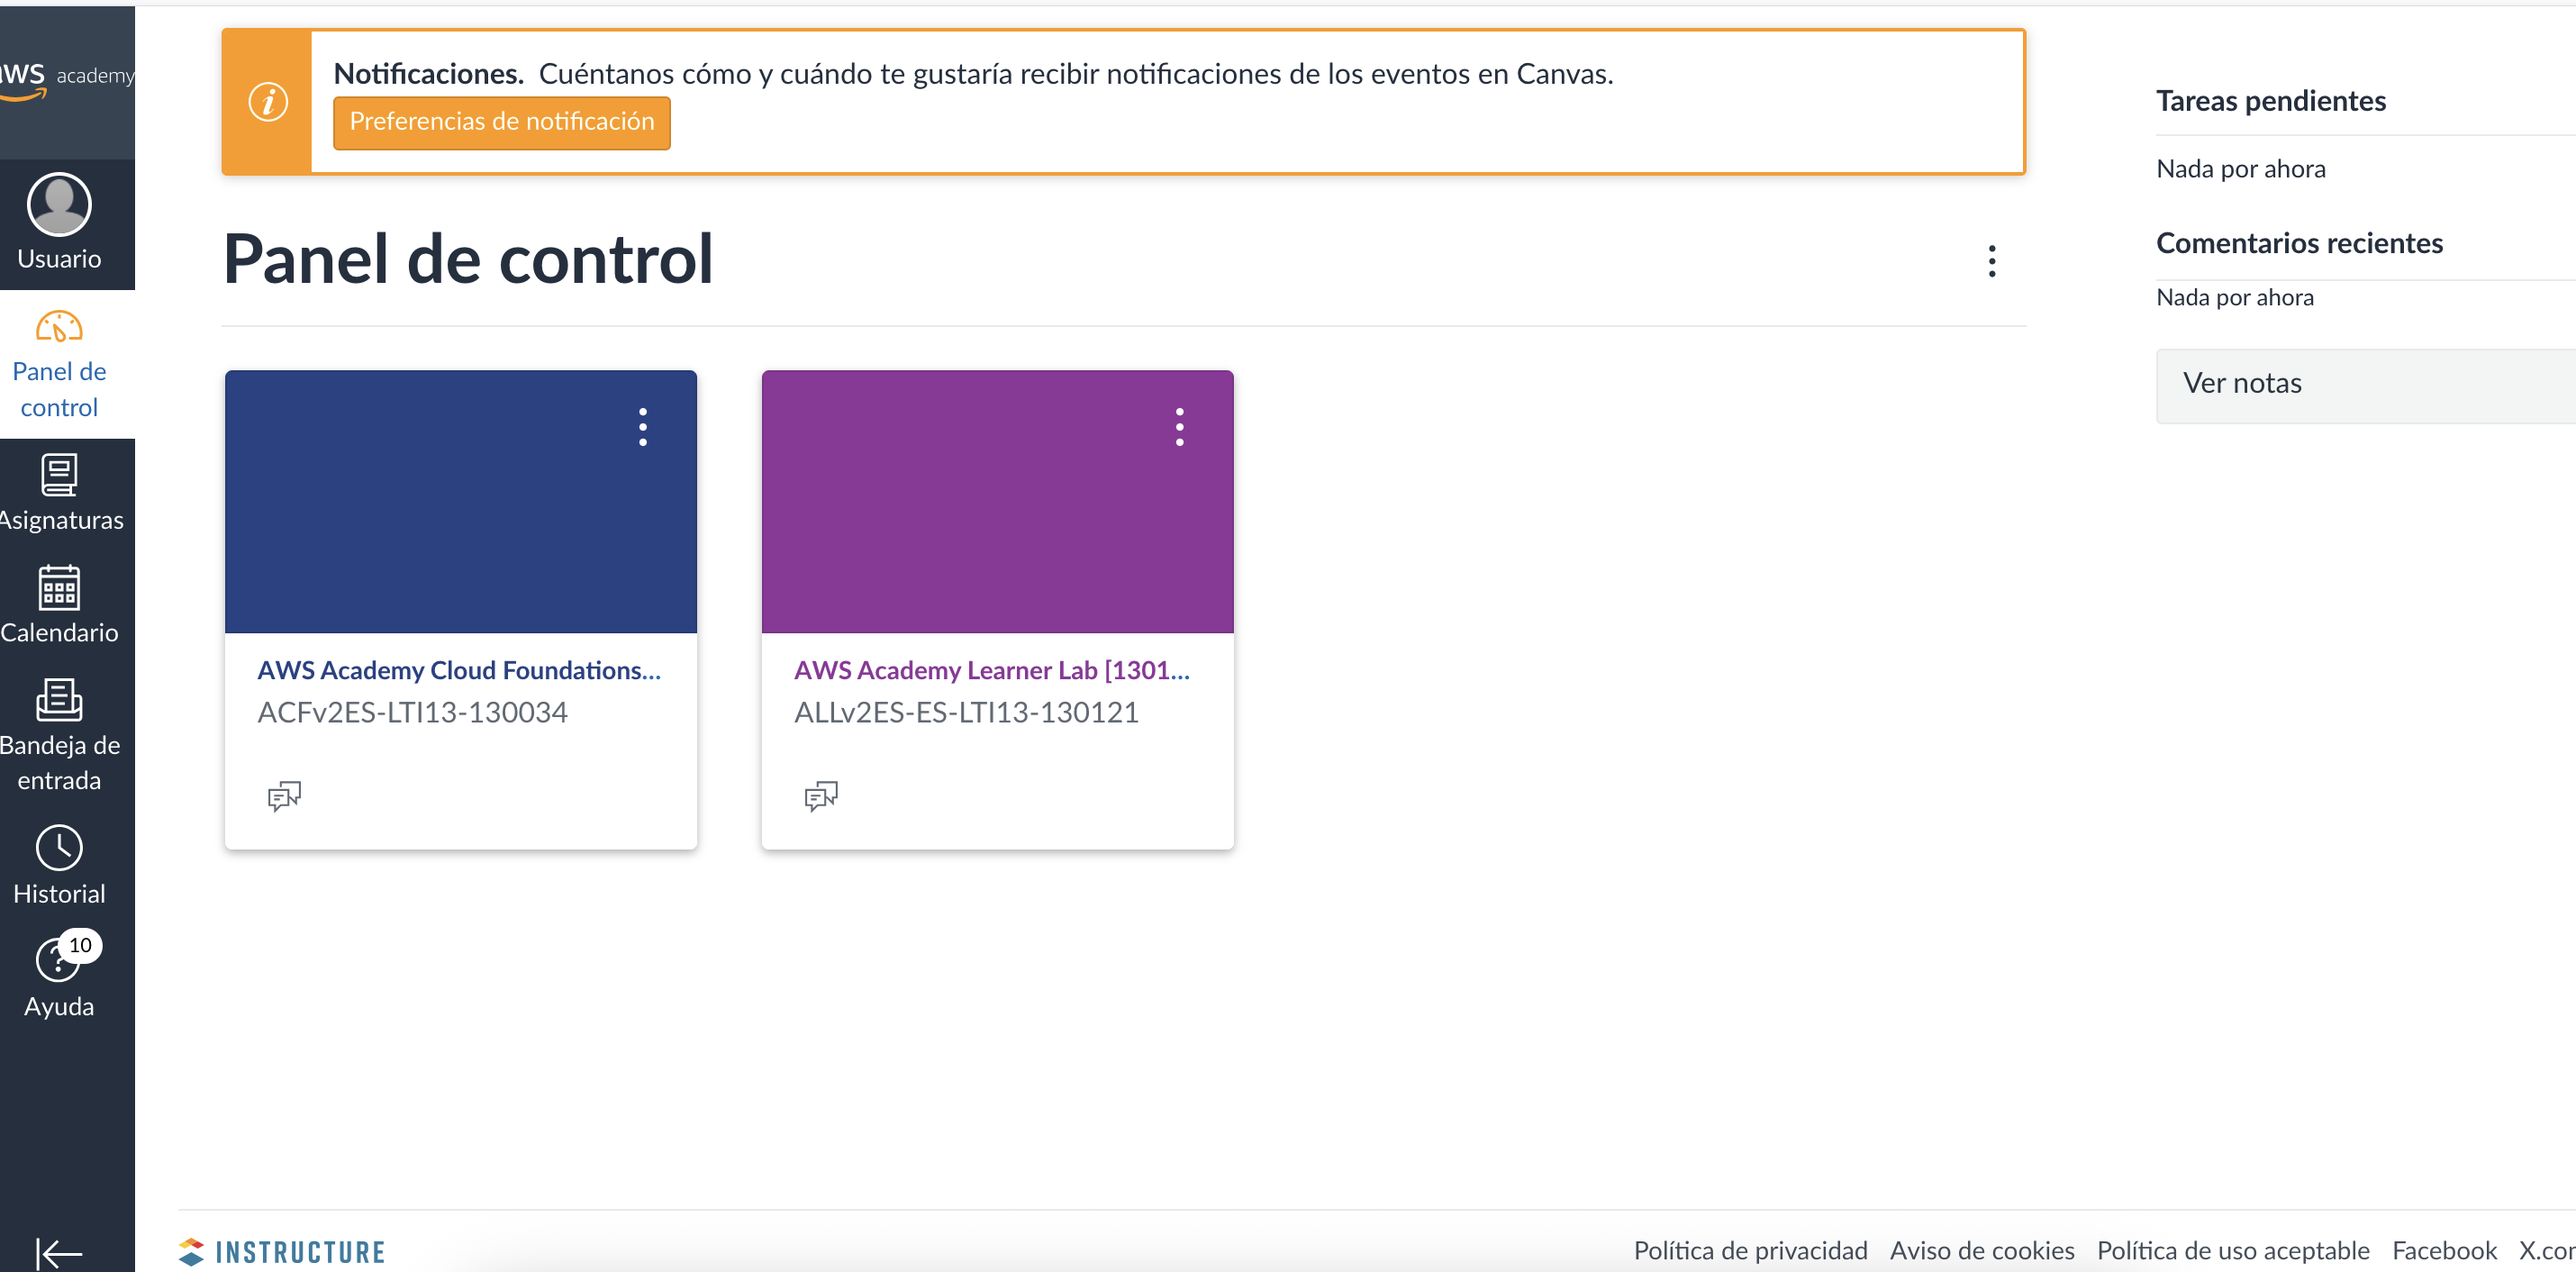 aws academy
Usuario
Panel de
control
Asignaturas
Calendario
Bandeja de
entrada
Historial
10
Ayuda
Notificaciones. Cuéntanos cómo y cuándo te gustaría recibir notificaciones de los eventos en Canvas.
Preferencias de notificación
Panel de control
AWS Academy Cloud Foundations...
ACFv2ES-LTI13-130034
AWS Academy Learner Lab [1301...
ALLv2ES-ES-LTI13-130121
Tareas pendientes
Nada por ahora
Comentarios recientes
Nada por ahora
Ver notas
INSTRUCTURE
Política de privacidad Aviso de cookies Política de uso aceptable Facebook